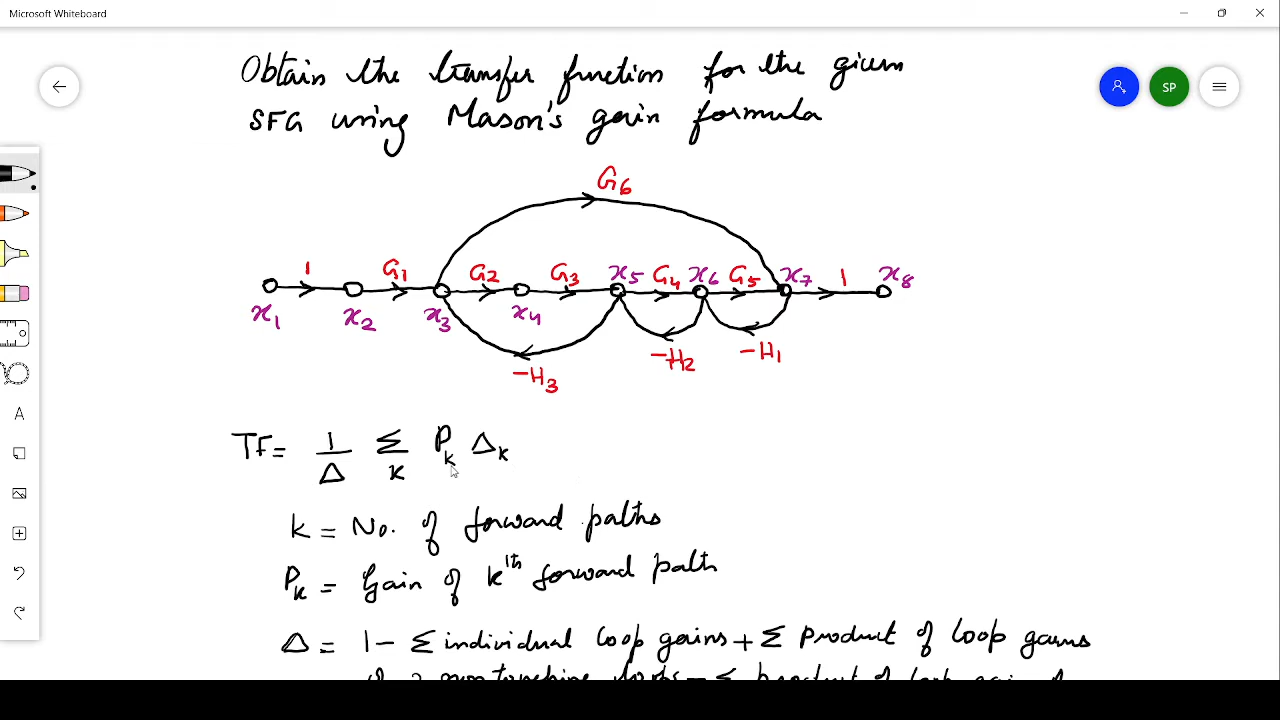 Microsoft Whiteboard
Obtain the transfer function for the given
SFG using Mason's gain formula
SP
G6
1 G1 G2 G3 x5 G4 x6 G5 x7 1 x8
x1 x2 x3 x4
-H3 -H2 -H1
TF = 1/Δ Σ k Pk Δk
k = No. of forward paths
Pk = Gain of kth forward path
Δ = 1 - Σ individual loop gains + Σ product of loop gains
A